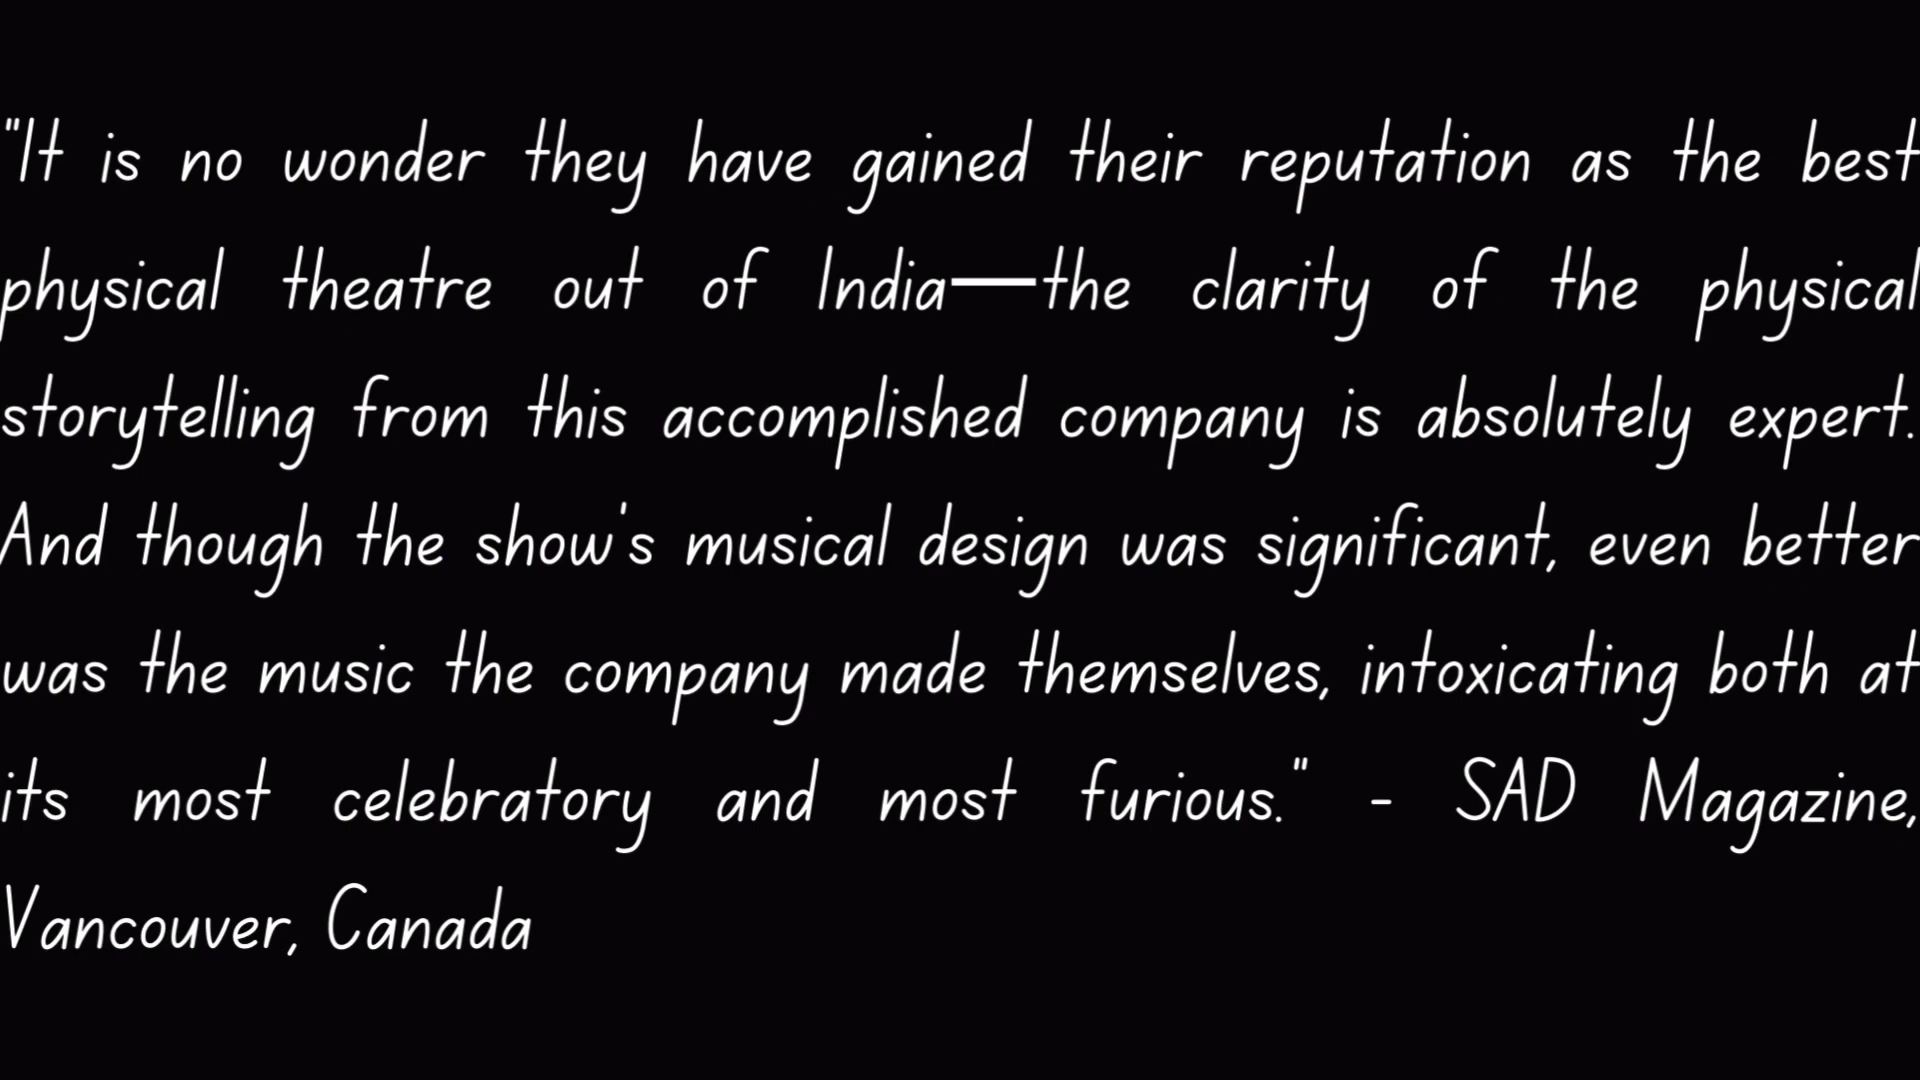 "It is no wonder they have gained their reputation as the best
physical theatre out of India—the clarity of the physical
storytelling from this accomplished company is absolutely expert.
And though the show's musical design was significant, even better
was the music the company made themselves, intoxicating both at
its most celebratory and most furious." - SAD Magazine,
Vancouver, Canada